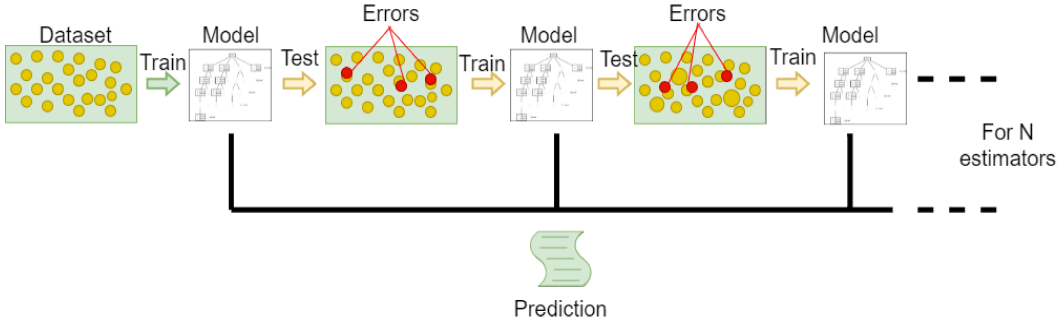 Errors
Errors
Dataset
Model
Model
Model
Train
Test
Train
Test
Train
For N
estimators
Prediction